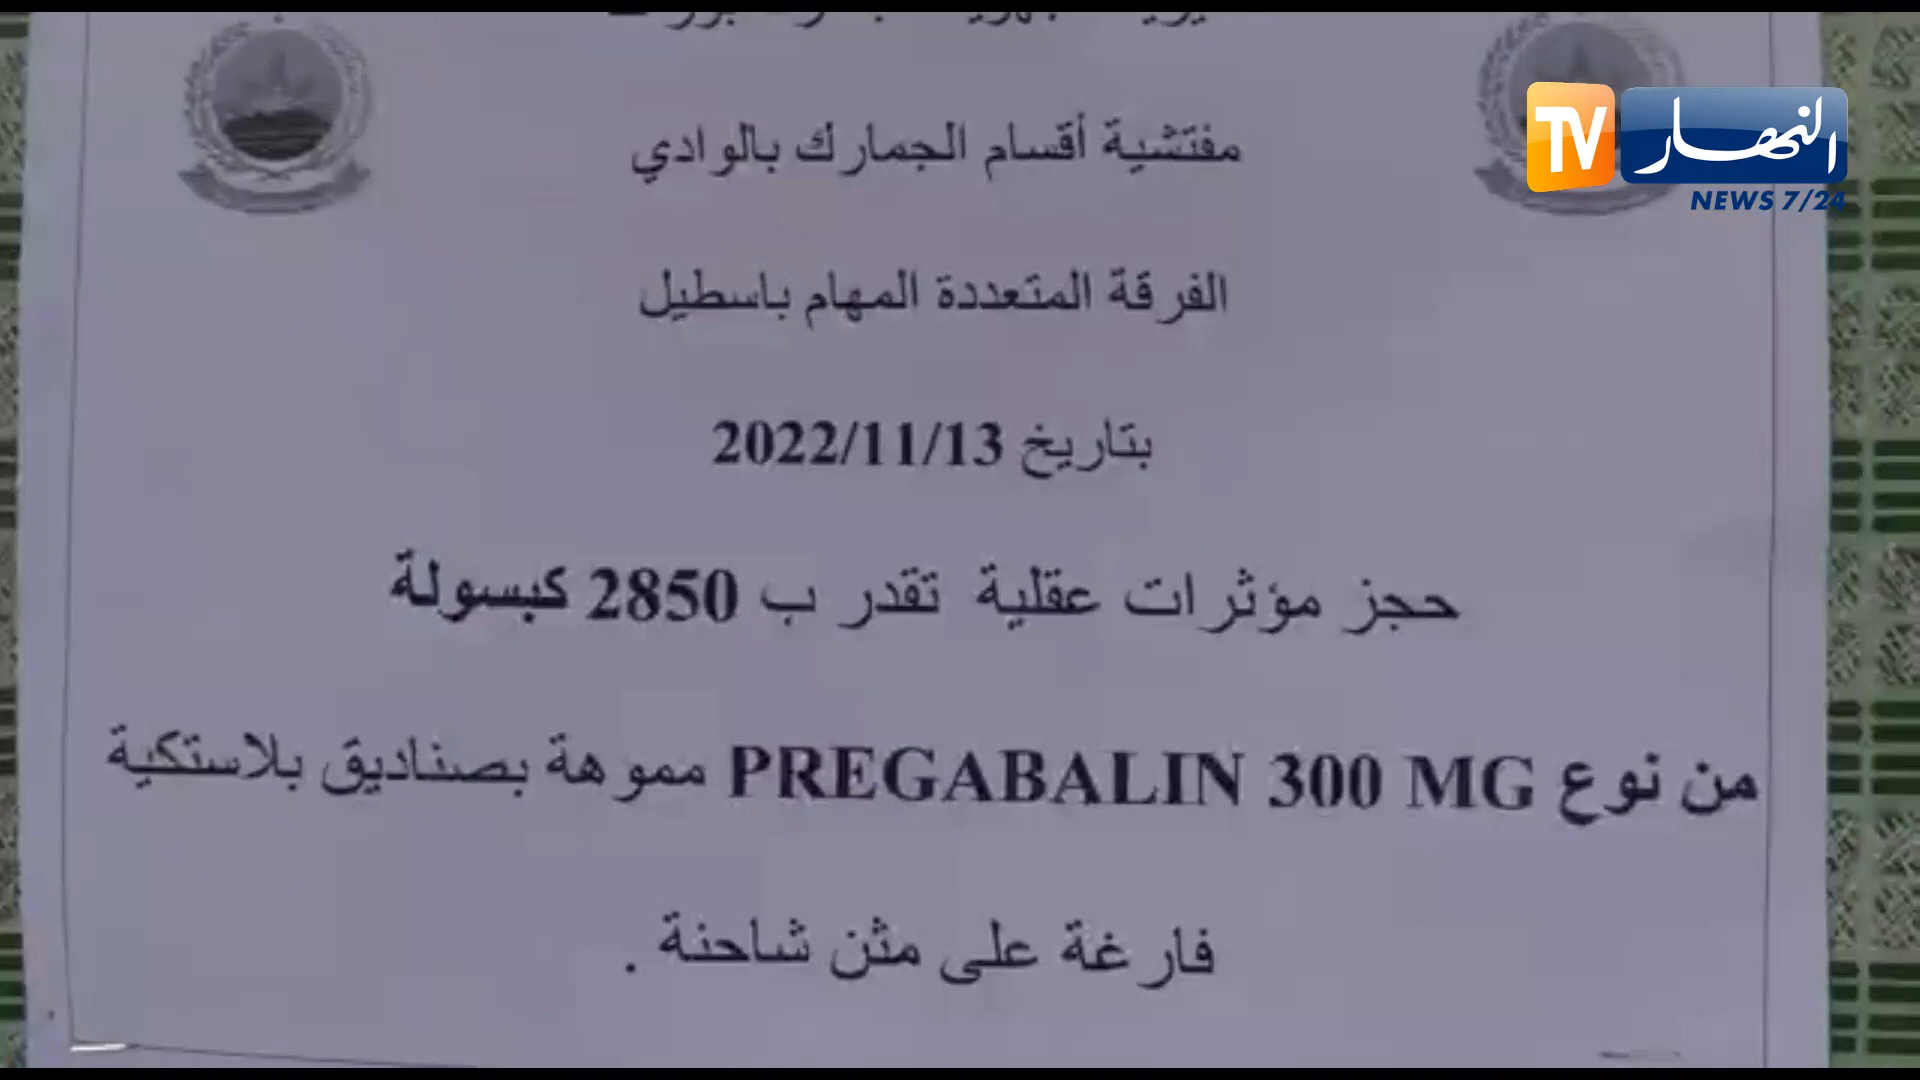 مفتشية أقسام الجمارك بالوادي
الفرقة المتعددة المهام باسطيل
بتاريخ 2022/11/13
حجز مؤثرات عقلية تقدر ب 2850 كبسولة
من نوع PREGABALIN 300 MG مموهة بصناديق بلاستكية
فارغة على مثن شاحنة .
النهار TV
NEWS 7/24